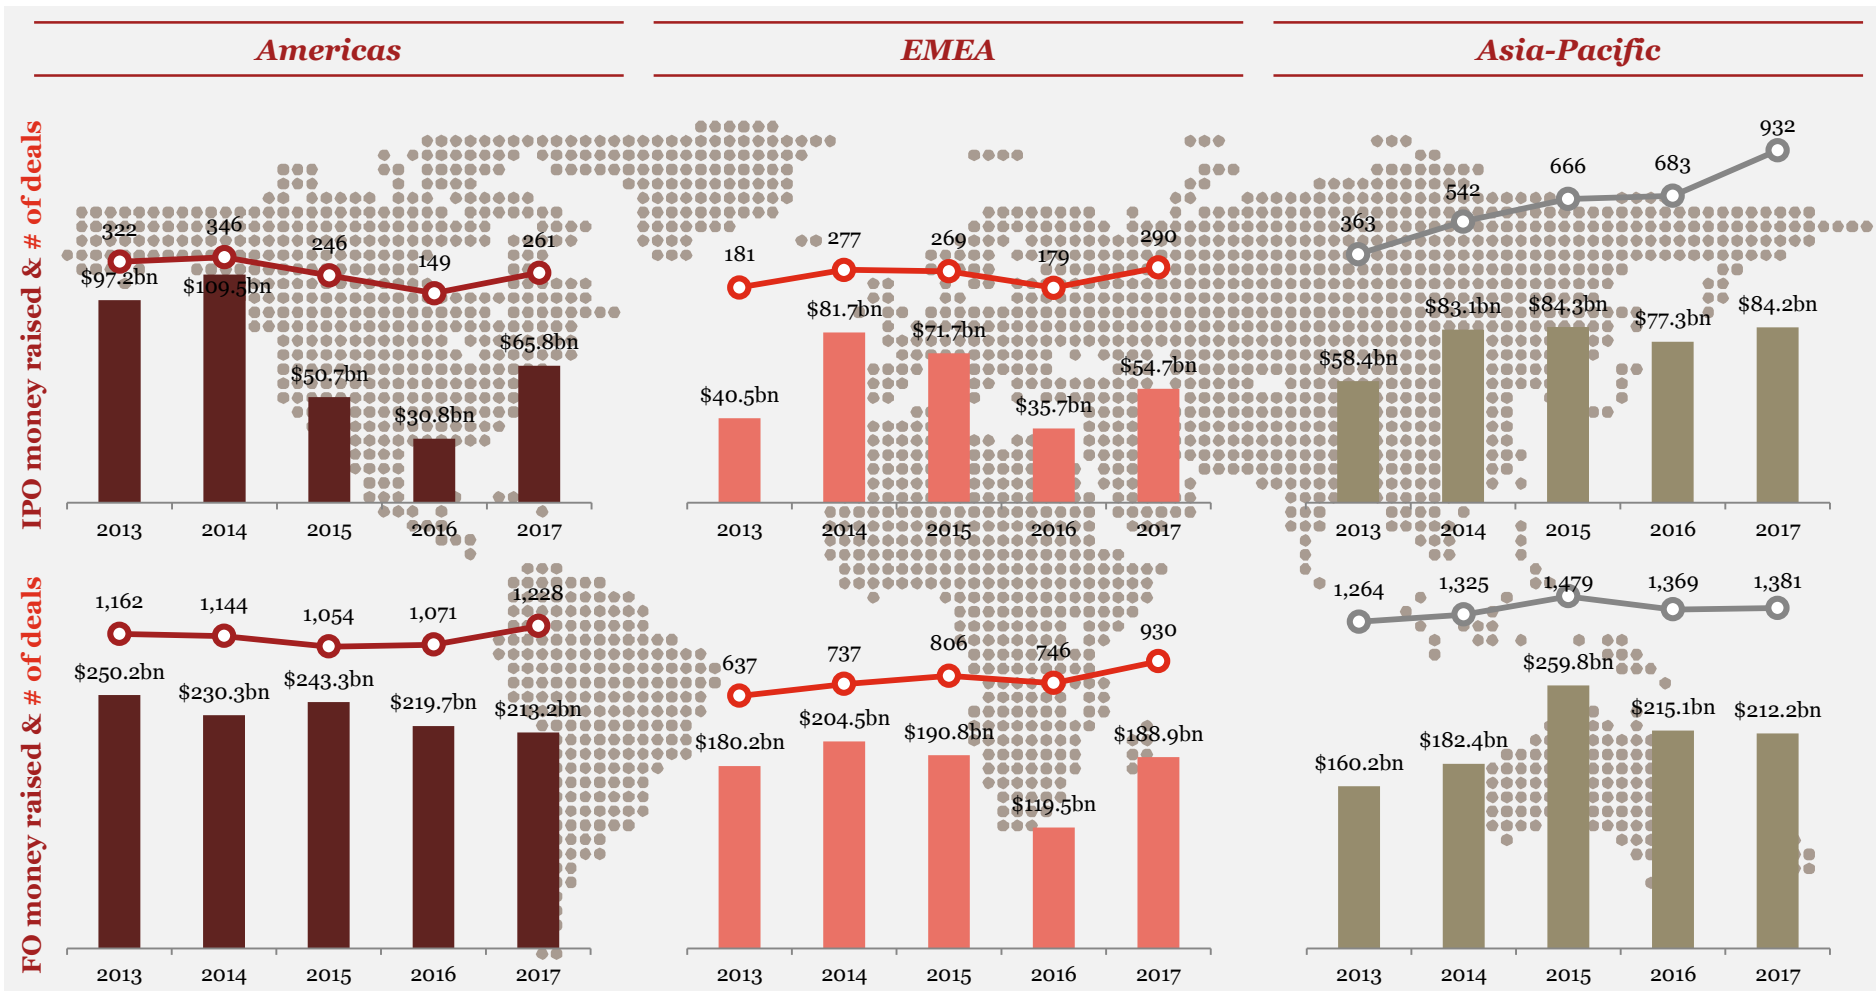 Americas
EMEA
Asia-Pacific
IPO money raised & # of deals
322
346
246
149
261
$97.2bn
$109.5bn
$50.7bn
$30.8bn
$65.8bn
2013
2014
2015
2016
2017
181
277
269
179
290
$40.5bn
$81.7bn
$71.7bn
$35.7bn
$54.7bn
2013
2014
2015
2016
2017
363
542
666
683
932
$58.4bn
$83.1bn
$84.3bn
$77.3bn
$84.2bn
2013
2014
2015
2016
2017
FO money raised & # of deals
1,162
1,144
1,054
1,071
1,228
$250.2bn
$230.3bn
$243.3bn
$219.7bn
$213.2bn
2013
2014
2015
2016
2017
637
737
806
746
930
$180.2bn
$204.5bn
$190.8bn
$119.5bn
$188.9bn
2013
2014
2015
2016
2017
1,264
1,325
1,479
1,369
1,381
$160.2bn
$182.4bn
$259.8bn
$215.1bn
$212.2bn
2013
2014
2015
2016
2017